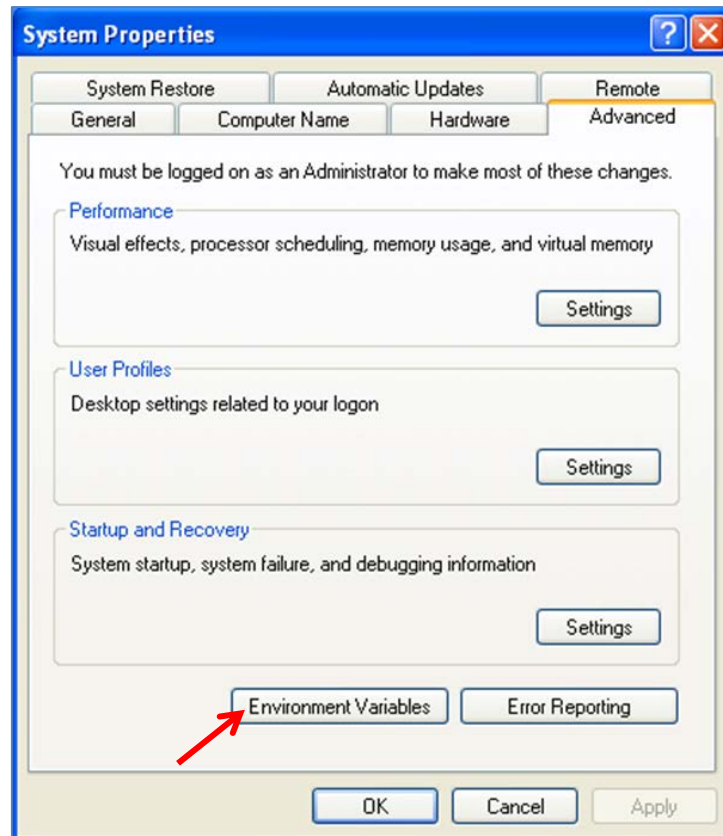 System Properties
?
System Restore
Automatic Updates
Remote
General
Computer Name
Hardware
Advanced
You must be logged on as an Administrator to make most of these changes.
Performance
Visual effects, processor scheduling, memory usage, and virtual memory
Settings
User Profiles
Desktop settings related to your logon
Settings
Startup and Recovery
System startup, system failure, and debugging information
Settings
Environment Variables
Error Reporting
OK
Cancel
Apply